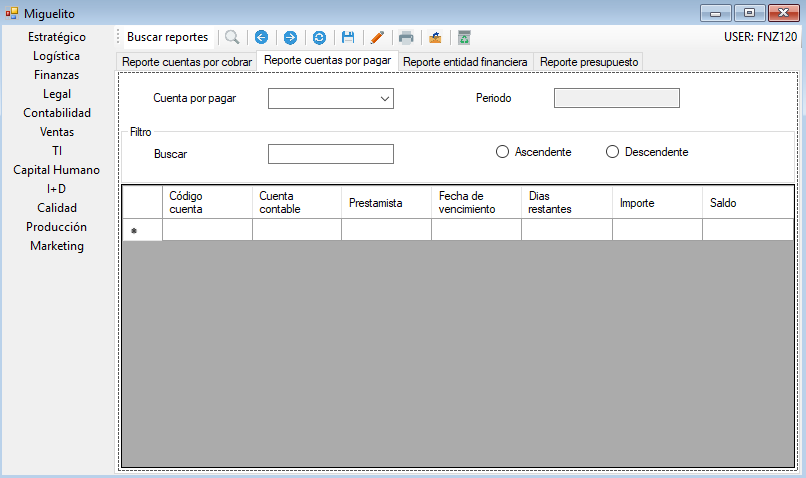 Miguelito
Buscar reportes
USER: FNZ120
Estratégico
Logística
Finanzas
Legal
Contabilidad
Ventas
TI
Capital Humano
I+D
Calidad
Producción
Marketing
Reporte cuentas por cobrar
Reporte cuentas por pagar
Reporte entidad financiera
Reporte presupuesto
Cuenta por pagar
Periodo
Filtro
Buscar
Ascendente
Descendente
Código
cuenta
Cuenta
contable
Prestamista
Fecha de
vencimiento
Dias
restantes
Importe
Saldo